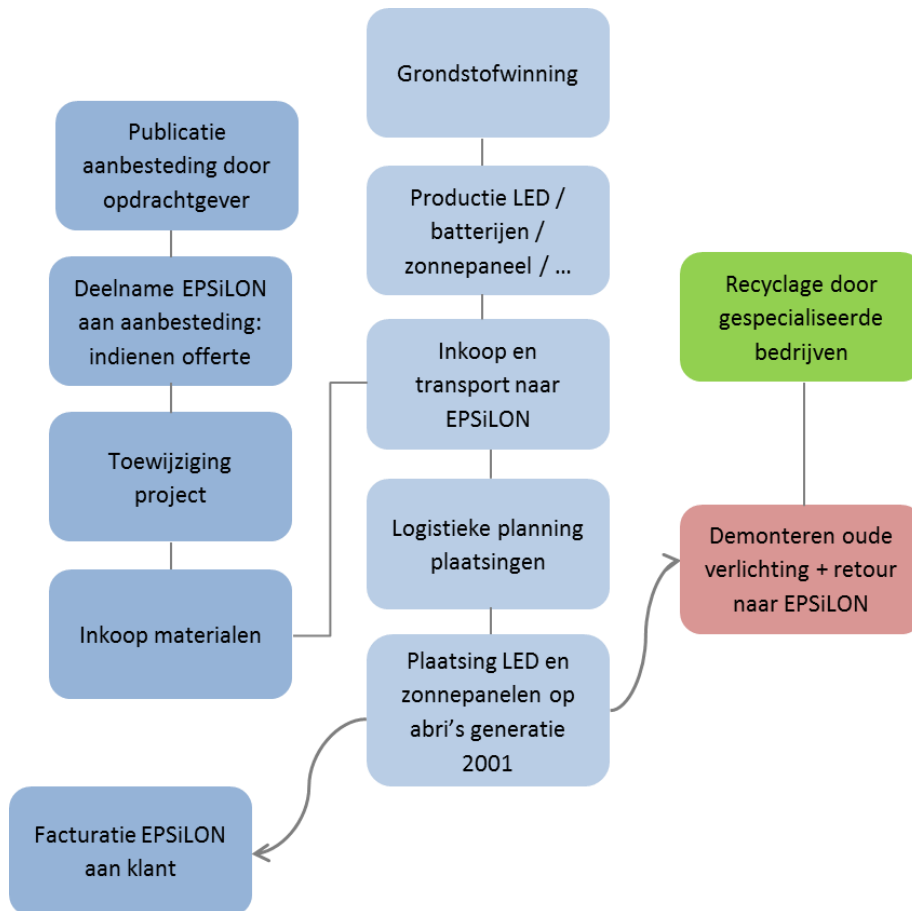 Grondstofwinning
Publicatie
aanbesteding door
opdrachtgever
Productie LED /
batterijen /
zonnepaneel / ...
Deelname EPSiLON
aan aanbesteding:
indienen offerte
Recyclage door
gespecialiseerde
bedrijven
Inkoop en
transport naar
EPSiLON
Toewijziging
project
Logistieke planning
plaatsingen
Demonteren oude
verlichting + retour
naar EPSiLON
Inkoop materialen
Plaatsing LED en
zonnepanelen op
abri's generatie
2001
Facturatie EPSiLON
aan klant